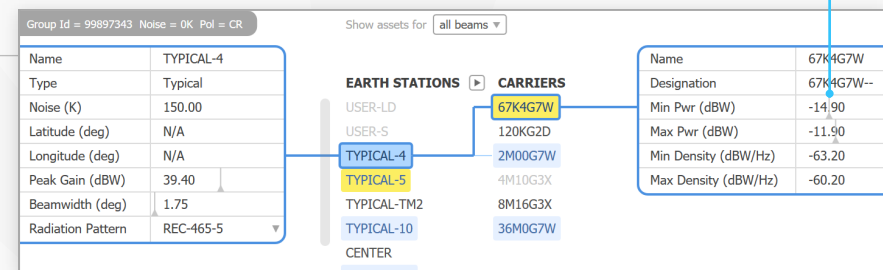 Group Id = 99897343 Noise = 0K Pol = CR
Show assets for all beams ▼
Name TYPICAL-4
Type Typical
Noise (K) 150.00
Latitude (deg) N/A
Longitude (deg) N/A
Peak Gain (dBW) 39.40
Beamwidth (deg) 1.75
Radiation Pattern REC-465-5 ▼
EARTH STATIONS
USER-LD
USER-S
TYPICAL-4
TYPICAL-5
TYPICAL-TM2
TYPICAL-10
CENTER
CARRIERS
67K4G7W
120KG2D
2M00G7W
4M10G3X
8M16G3X
36M0G7W
Name 67K4G7W
Designation 67K4G7W--
Min Pwr (dBW) -14.90
Max Pwr (dBW) -11.90
Min Density (dBW/Hz) -63.20
Max Density (dBW/Hz) -60.20